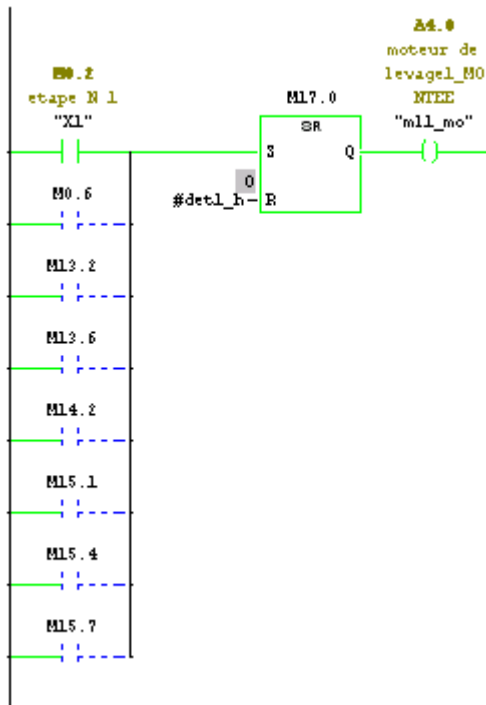 A4.0
moteur de
M0.2
levage1_MO
etape N 1
M17.0
NTEE
"X1"
SR
"m11_mo"
S
Q
0
M0.6
#det1_h
R
M13.2
M13.6
M14.2
M15.1
M15.4
M15.7